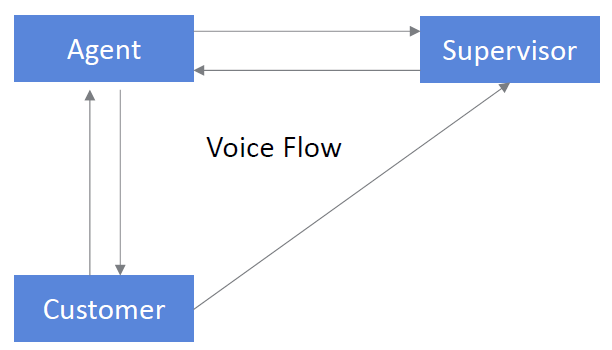 Agent
Supervisor
Voice Flow
Customer